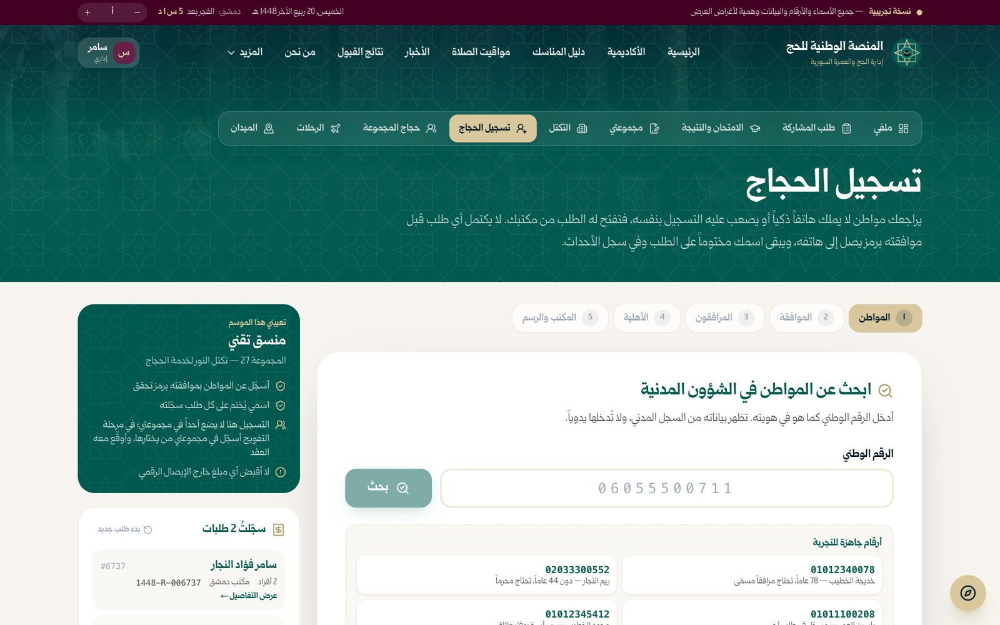 نسخة تجريبية — جميع الأسماء والأرقام والبيانات وهمية لأغراض العرض
الخميس، 20 ربيع الآخر 1448 هـ دمشق: الفجر بعد 5 س 1 د
− أ +
المنصة الوطنية للحج
إدارة الحج والعمرة السورية
الرئيسية الأكاديمية دليل المناسك مواقيت الصلاة الأخبار نتائج القبول من نحن المزيد
س سامر
إداري
ملفي طلب المشاركة الامتحان والنتيجة مجموعتي التكتل تسجيل الحجاج حجاج المجموعة الرحلات الميدان
تسجيل الحجاج
يراجعك مواطن لا يملك هاتفاً ذكياً أو يصعب عليه التسجيل بنفسه، فتفتح له الطلب من مكتبك. لا يكتمل أي طلب قبل
موافقته برمز يصل إلى هاتفه، ويبقى اسمك مختوماً على الطلب وفي سجل الأحداث.
1 المواطن 2 الموافقة 3 المرافقون 4 الأهلية 5 المكتب والرسم
ابحث عن المواطن في الشؤون المدنية
أدخل الرقم الوطني كما هو في هويته. تظهر بياناته من السجل المدني، ولا تُدخلها يدوياً.
الرقم الوطني
06055500711
بحث
أرقام جاهزة للتجربة
01012340078
خديجة الخطيب — 78 عاماً، تحتاج مرافقاً مسمّى
02033300552
ريم النجار — دون 44 عاماً، تحتاج محرماً
01011100208
01012345412
تعييني هذا الموسم
منسق تقني
المجموعة 27 — تكتل النور لخدمة الحجاج
أسجّل عن المواطن بموافقته برمز تحقق
اسمي يُختم على كل طلب سجّلته
التسجيل هنا لا يضع أحداً في مجموعتي؛ في مرحلة
التفويج أسجّل في مجموعتي من يختارها، وأوقّع معه
العقد
لا أقبض أي مبلغ خارج الإيصال الرقمي
سجّلتُ 2 طلبات
بدء طلب جديد
سامر فؤاد النجار #6737
2 أفراد مكتب دمشق 1448-R-006737
عرض التفاصيل ←